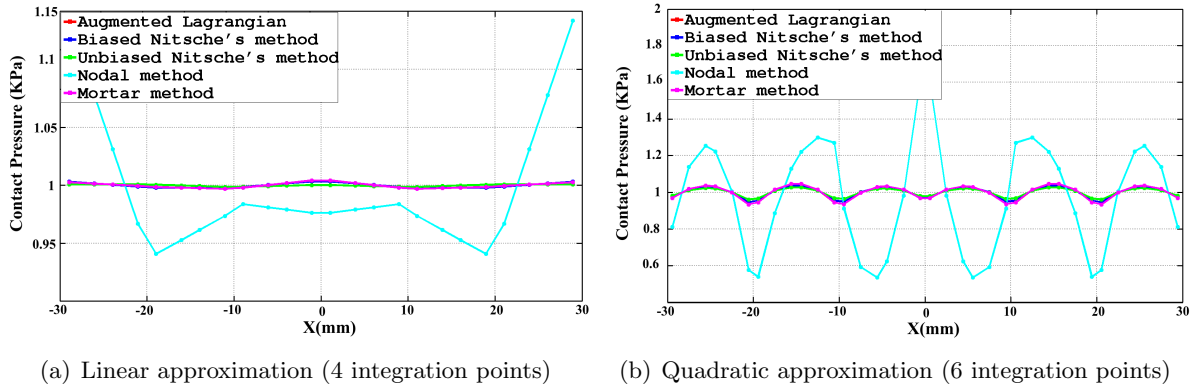 1.15
1.1
1.05
1
0.95
-30
-20
-10
0
10
20
30
X(mm)
Contact Pressure (KPa)
Augmented Lagrangian
Biased Nitsche's method
Unbiased Nitsche's method
Nodal method
Mortar method
(a) Linear approximation (4 integration points)
2
1.8
1.6
1.4
1.2
1
0.8
0.6
-30
-20
-10
0
10
20
30
X(mm)
Contact Pressure (KPa)
Augmented Lagrangian
Biased Nitsche's method
Unbiased Nitsche's method
Nodal method
Mortar method
(b) Quadratic approximation (6 integration points)